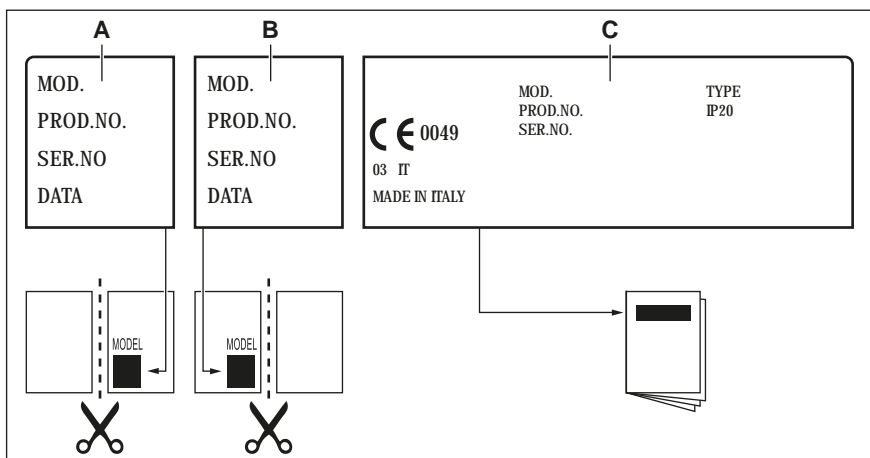 A
B
C
MOD.
PROD.NO.
SER.NO
DATA
MOD.
PROD.NO.
SER.NO
DATA
MOD.
PROD.NO.
SER.NO.
TYPE
IP20
CE 0049
03 IT
MADE IN ITALY
MODEL
MODEL